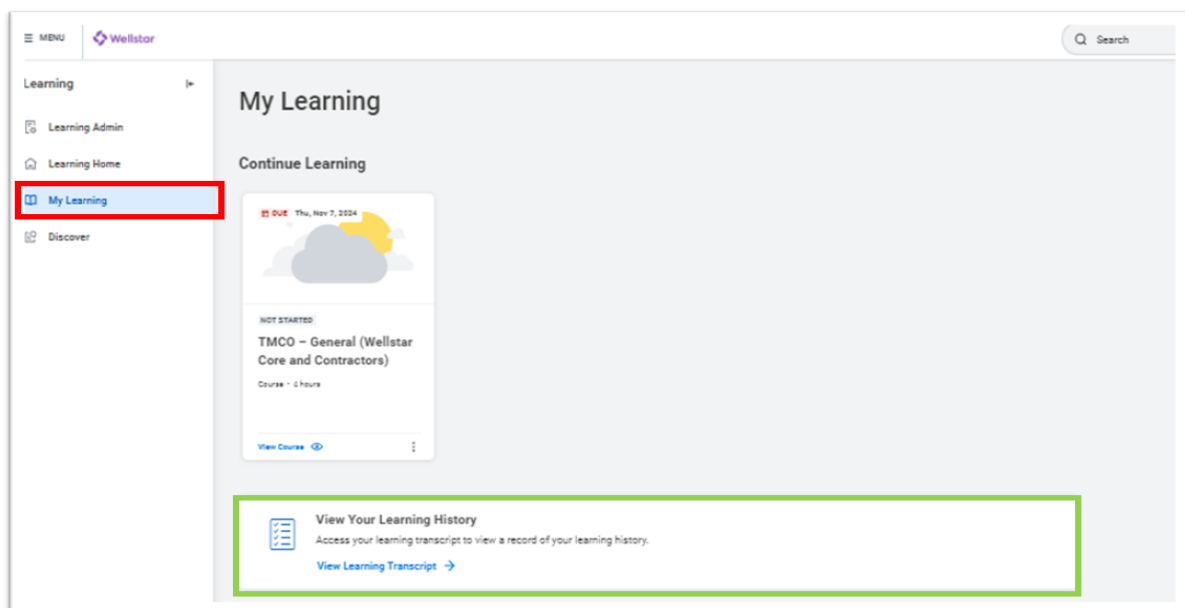 MENU
Wellstar
Search
Learning
Learning Admin
Learning Home
My Learning
Discover
My Learning
Continue Learning
DUE Thu, Nov 7, 2024
NOT STARTED
TMCO – General (Wellstar
Core and Contractors)
Course - 4 hours
View Course
View Your Learning History
Access your learning transcript to view a record of your learning history.
View Learning Transcript